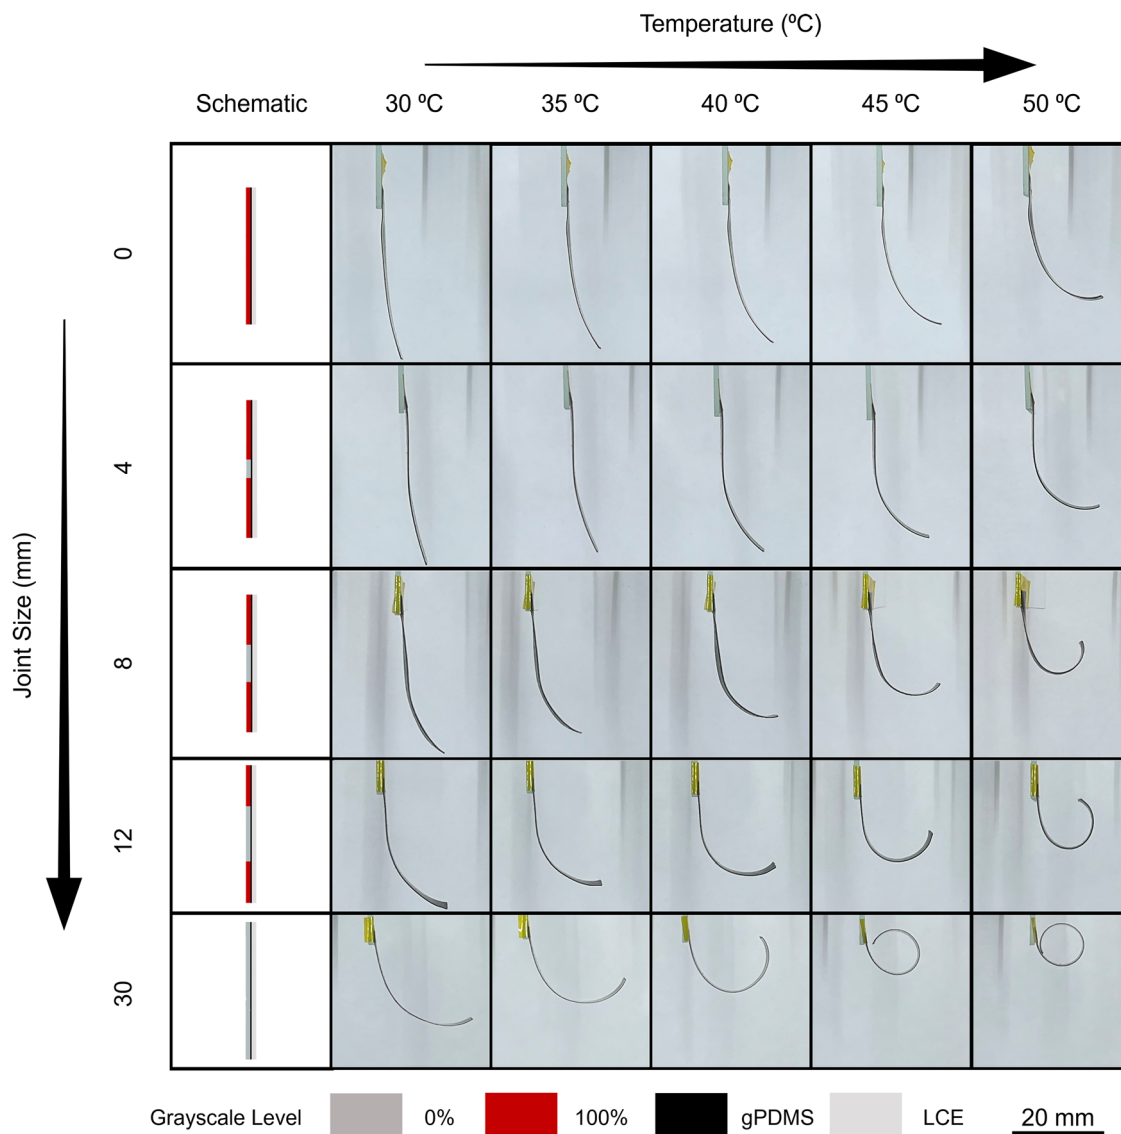 Temperature (ºC)
Schematic 30 ºC 35 ºC 40 ºC 45 ºC 50 ºC
Joint Size (mm)
0
4
8
12
30
Grayscale Level 0% 100% gPDMS LCE 20 mm